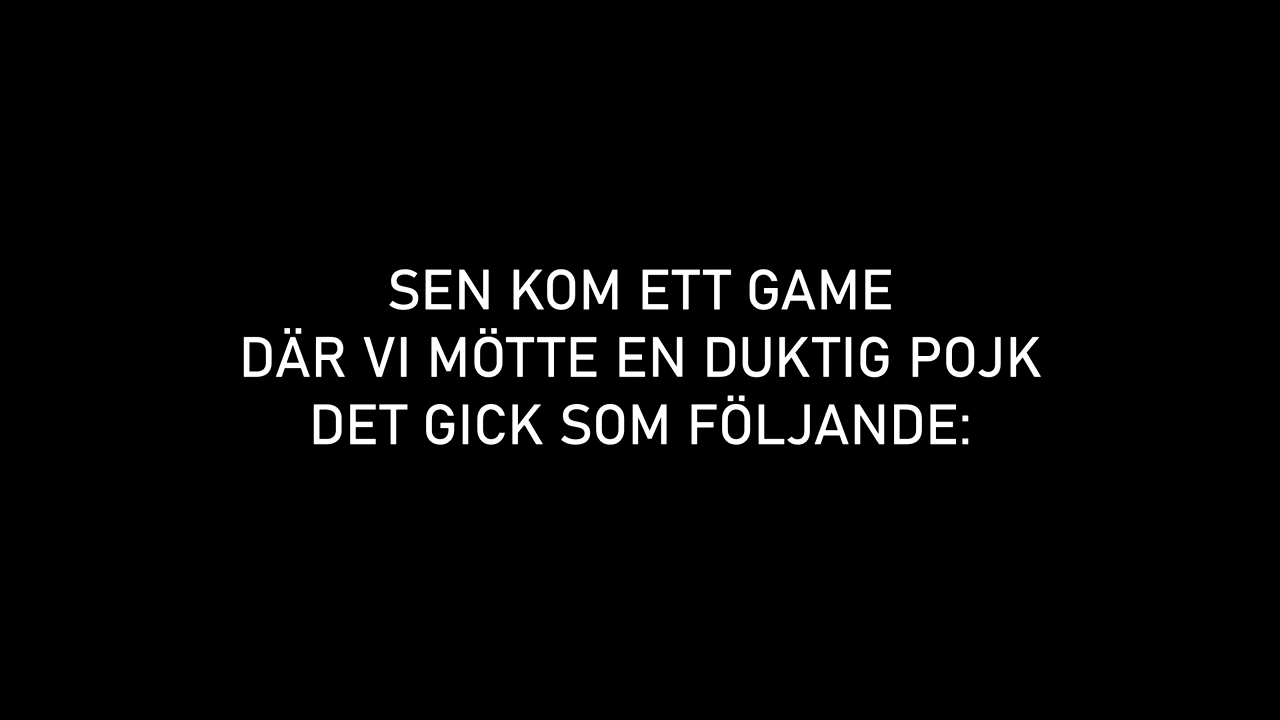 SEN KOM ETT GAME
DÄR VI MÖTTE EN DUKTIG POJK
DET GICK SOM FÖLJANDE: